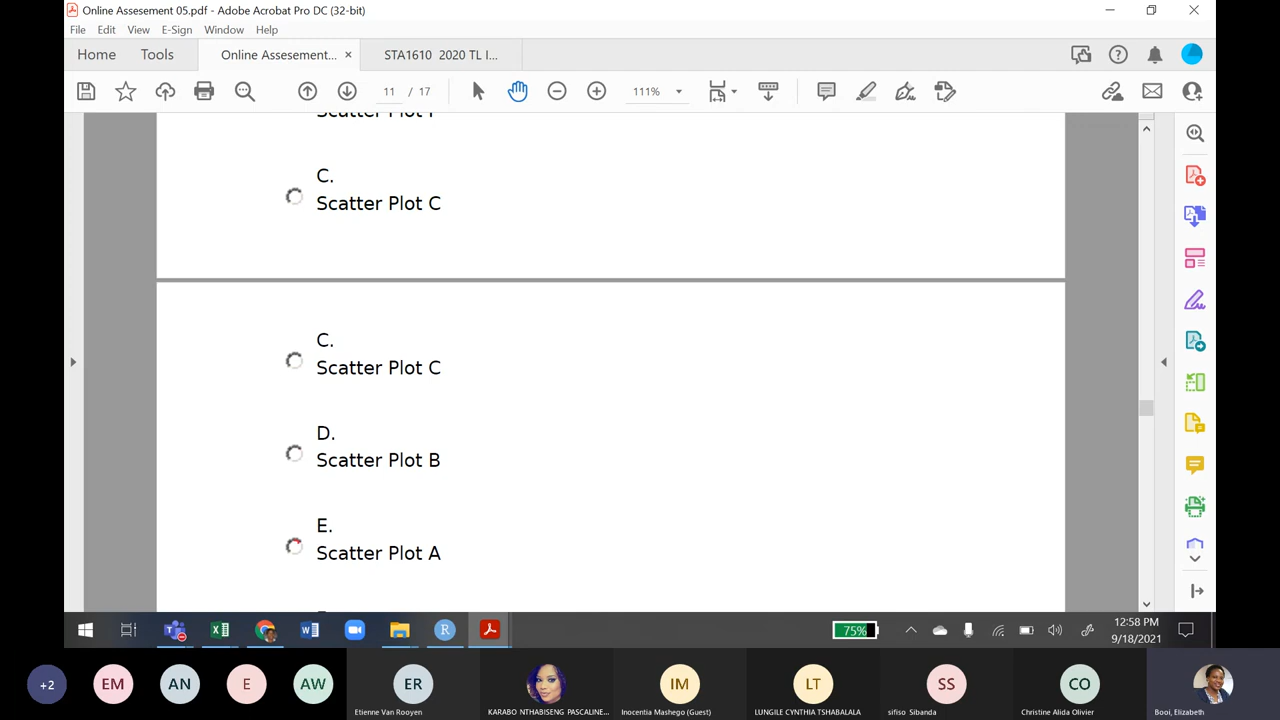 Online Assesement 05.pdf - Adobe Acrobat Pro DC (32-bit)
File Edit View E-Sign Window Help
Home Tools Online Assesement... × STA1610 2020 TL I...
11 / 17 111%
C.
Scatter Plot C
C.
Scatter Plot C
D.
Scatter Plot B
E.
Scatter Plot A
75%
12:58 PM
9/18/2021
+2 EM AN E AW ER IM LT SS CO
Etienne Van Rooyen KARABO NTHABISENG PASCALINE... Inocentia Mashego (Guest) LUNGILE CYNTHIA TSHABALALA sifiso Sibanda Christine Alida Olivier Booi, Elizabeth